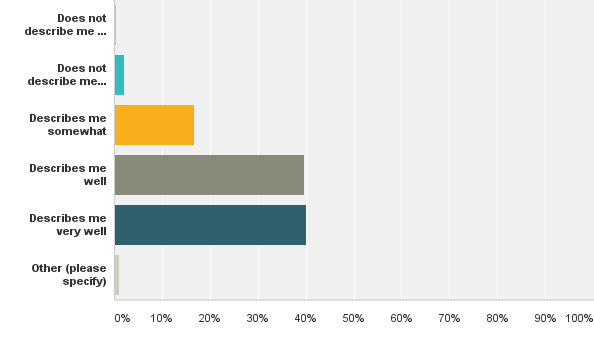 Does not
describe me ...
Does not
describe me...
Describes me
somewhat
Describes me
well
Describes me
very well
Other (please
specify)
0% 10% 20% 30% 40% 50% 60% 70% 80% 90% 100%